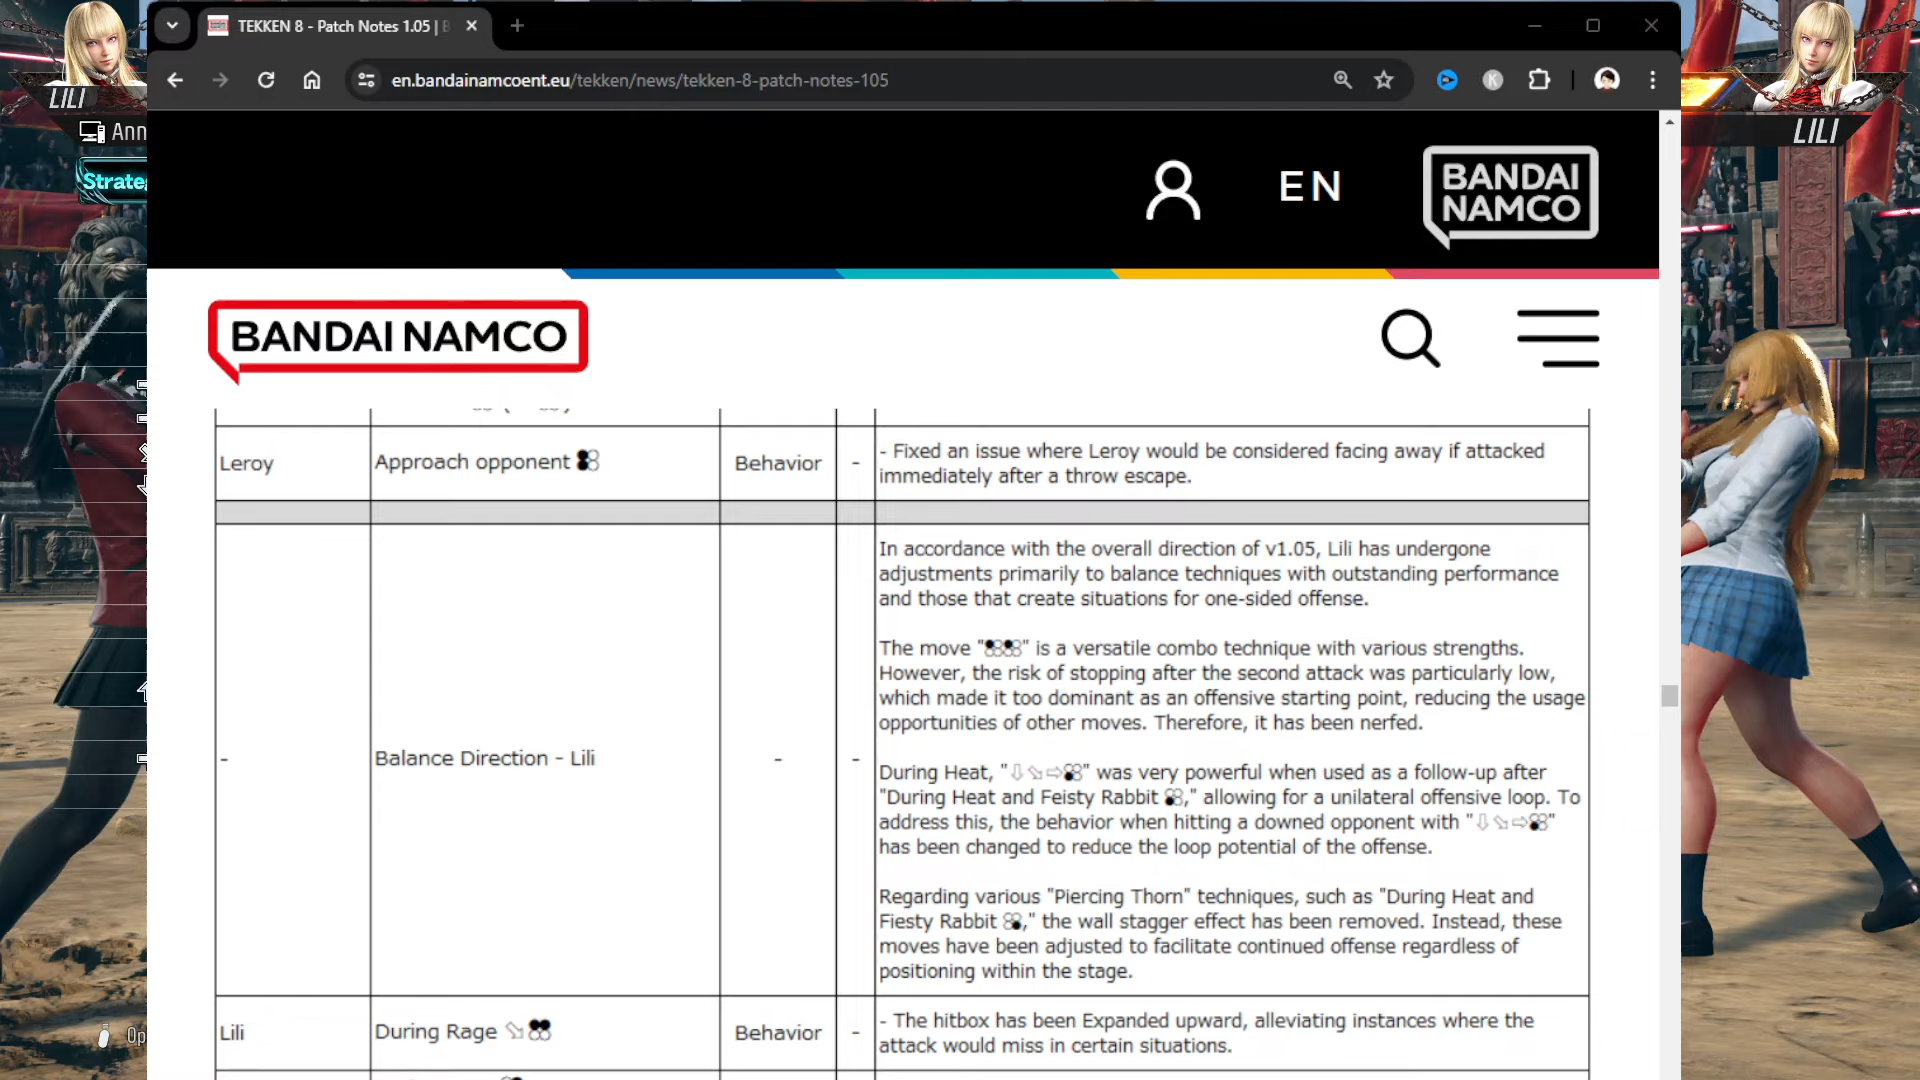 TEKKEN 8 - Patch Notes 1.05 | B
en.bandainamcoent.eu/tekken/news/tekken-8-patch-notes-105
K
LILI
LILI
Ann
Strate
EN
BANDAI
NAMCO
BANDAI NAMCO
Leroy
Approach opponent
Behavior
-
- Fixed an issue where Leroy would be considered facing away if attacked
immediately after a throw escape.
-
Balance Direction - Lili
-
-
In accordance with the overall direction of v1.05, Lili has undergone
adjustments primarily to balance techniques with outstanding performance
and those that create situations for one-sided offense.
The move "" is a versatile combo technique with various strengths.
However, the risk of stopping after the second attack was particularly low,
which made it too dominant as an offensive starting point, reducing the usage
opportunities of other moves. Therefore, it has been nerfed.
During Heat, "⇩⬂⇨" was very powerful when used as a follow-up after
"During Heat and Feisty Rabbit ," allowing for a unilateral offensive loop. To
address this, the behavior when hitting a downed opponent with "⇩⬂⇨"
has been changed to reduce the loop potential of the offense.
Regarding various "Piercing Thorn" techniques, such as "During Heat and
Fiesty Rabbit ," the wall stagger effect has been removed. Instead, these
moves have been adjusted to facilitate continued offense regardless of
positioning within the stage.
Lili
During Rage ⬂
Behavior
-
- The hitbox has been Expanded upward, alleviating instances where the
attack would miss in certain situations.
Op